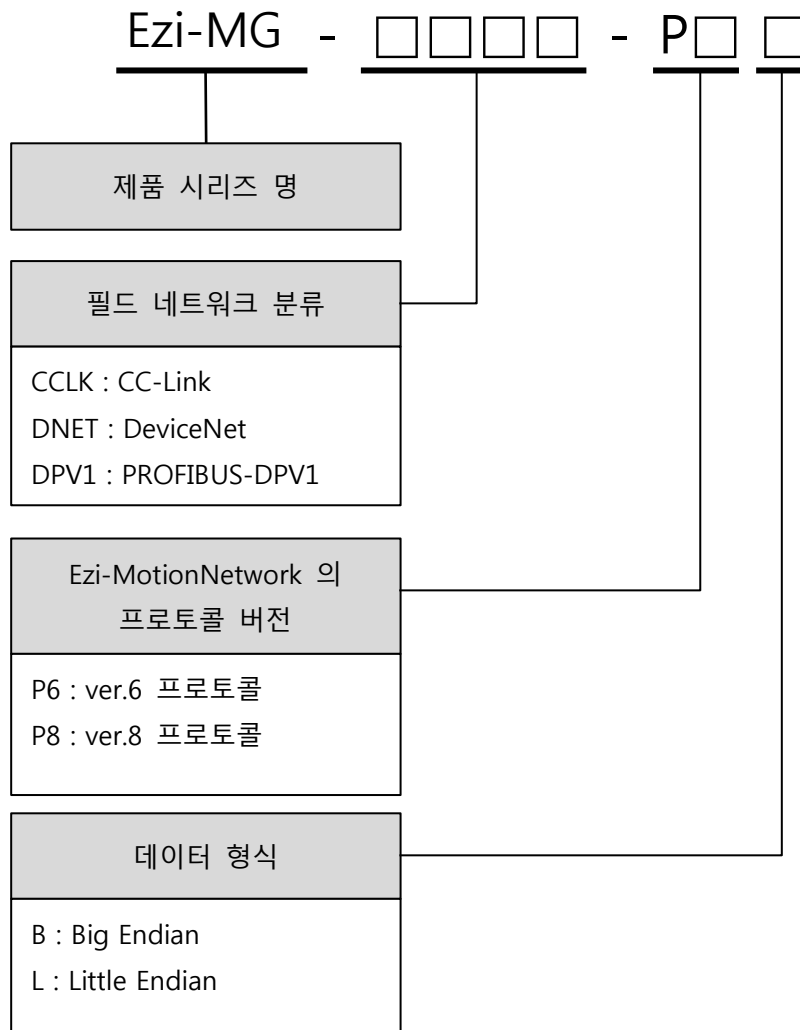 Ezi-MG - □□□□ - P□ □
제품 시리즈 명
필드 네트워크 분류
CCLK : CC-Link
DNET : DeviceNet
DPV1 : PROFIBUS-DPV1
Ezi-MotionNetwork 의
프로토콜 버전
P6 : ver.6 프로토콜
P8 : ver.8 프로토콜
데이터 형식
B : Big Endian
L : Little Endian